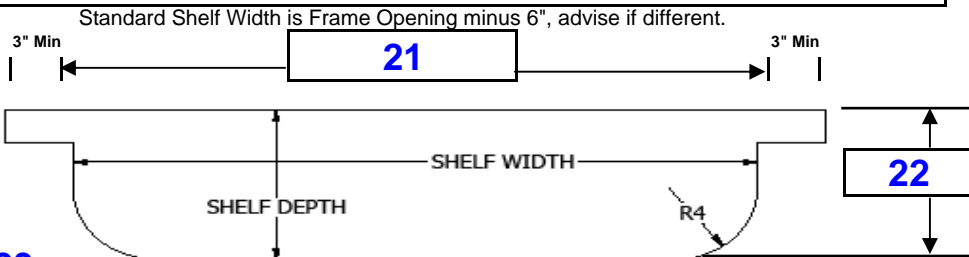 Standard Shelf Width is Frame Opening minus 6", advise if different.
3" Min 21 3" Min
SHELF WIDTH
22
SHELF DEPTH R4